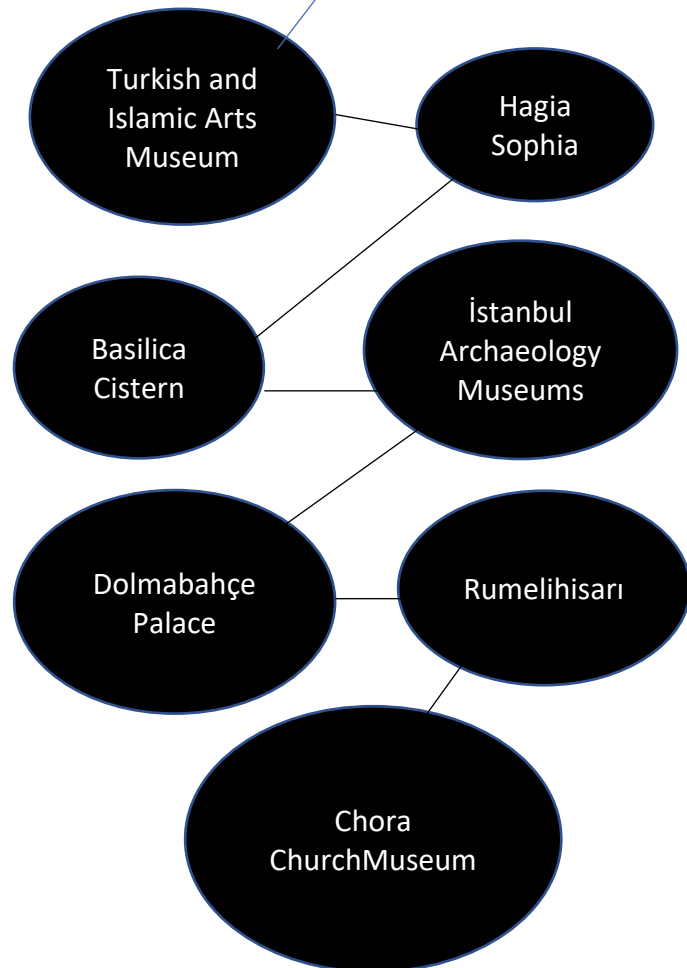 Turkish and
Islamic Arts
Museum
Hagia
Sophia
Basilica
Cistern
İstanbul
Archaeology
Museums
Dolmabahçe
Palace
Rumelihisarı
Chora
ChurchMuseum